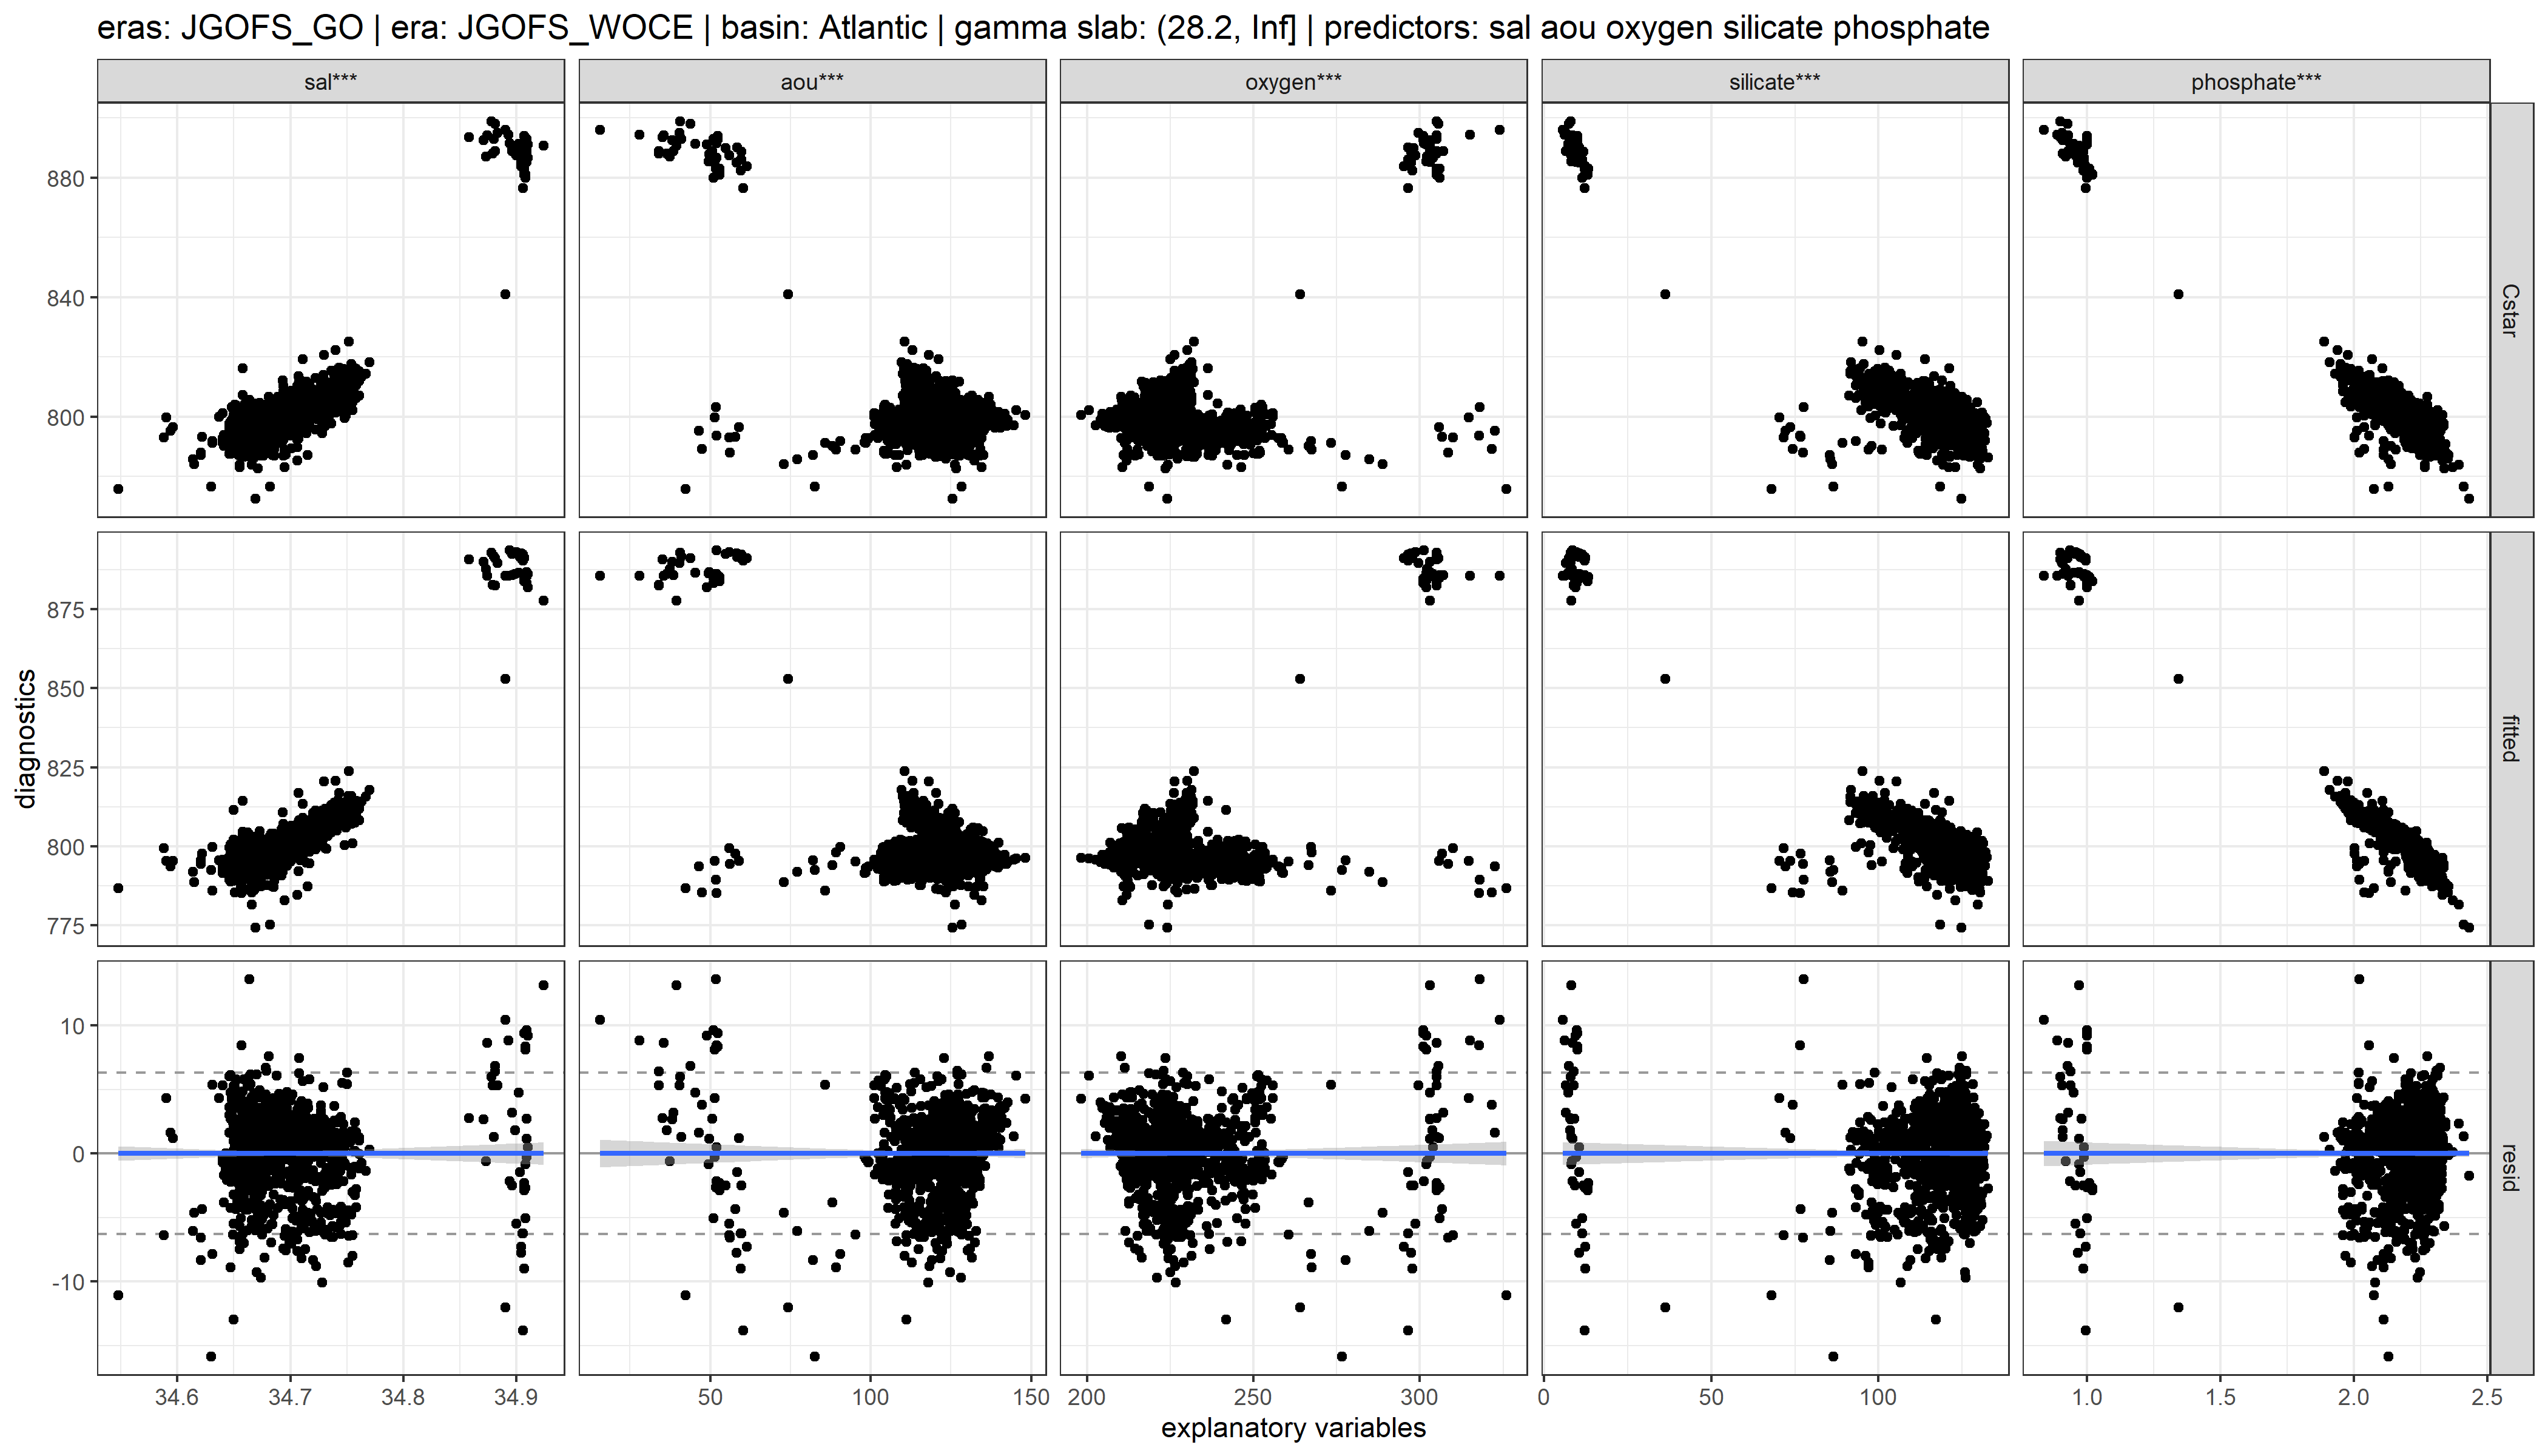 eras: JGOFS_GO | era: JGOFS_WOCE | basin: Atlantic | gamma slab: (28.2, Inf] | predictors: sal aou oxygen silicate phosphate
sal*** aou*** oxygen*** silicate*** phosphate***
880
840
800
Cstar
875
850
825
800
775
fitted
diagnostics
10
0
-10
resid
34.6 34.7 34.8 34.9 50 100 150 200 250 300 0 50 100 1.0 1.5 2.0 2.5
explanatory variables